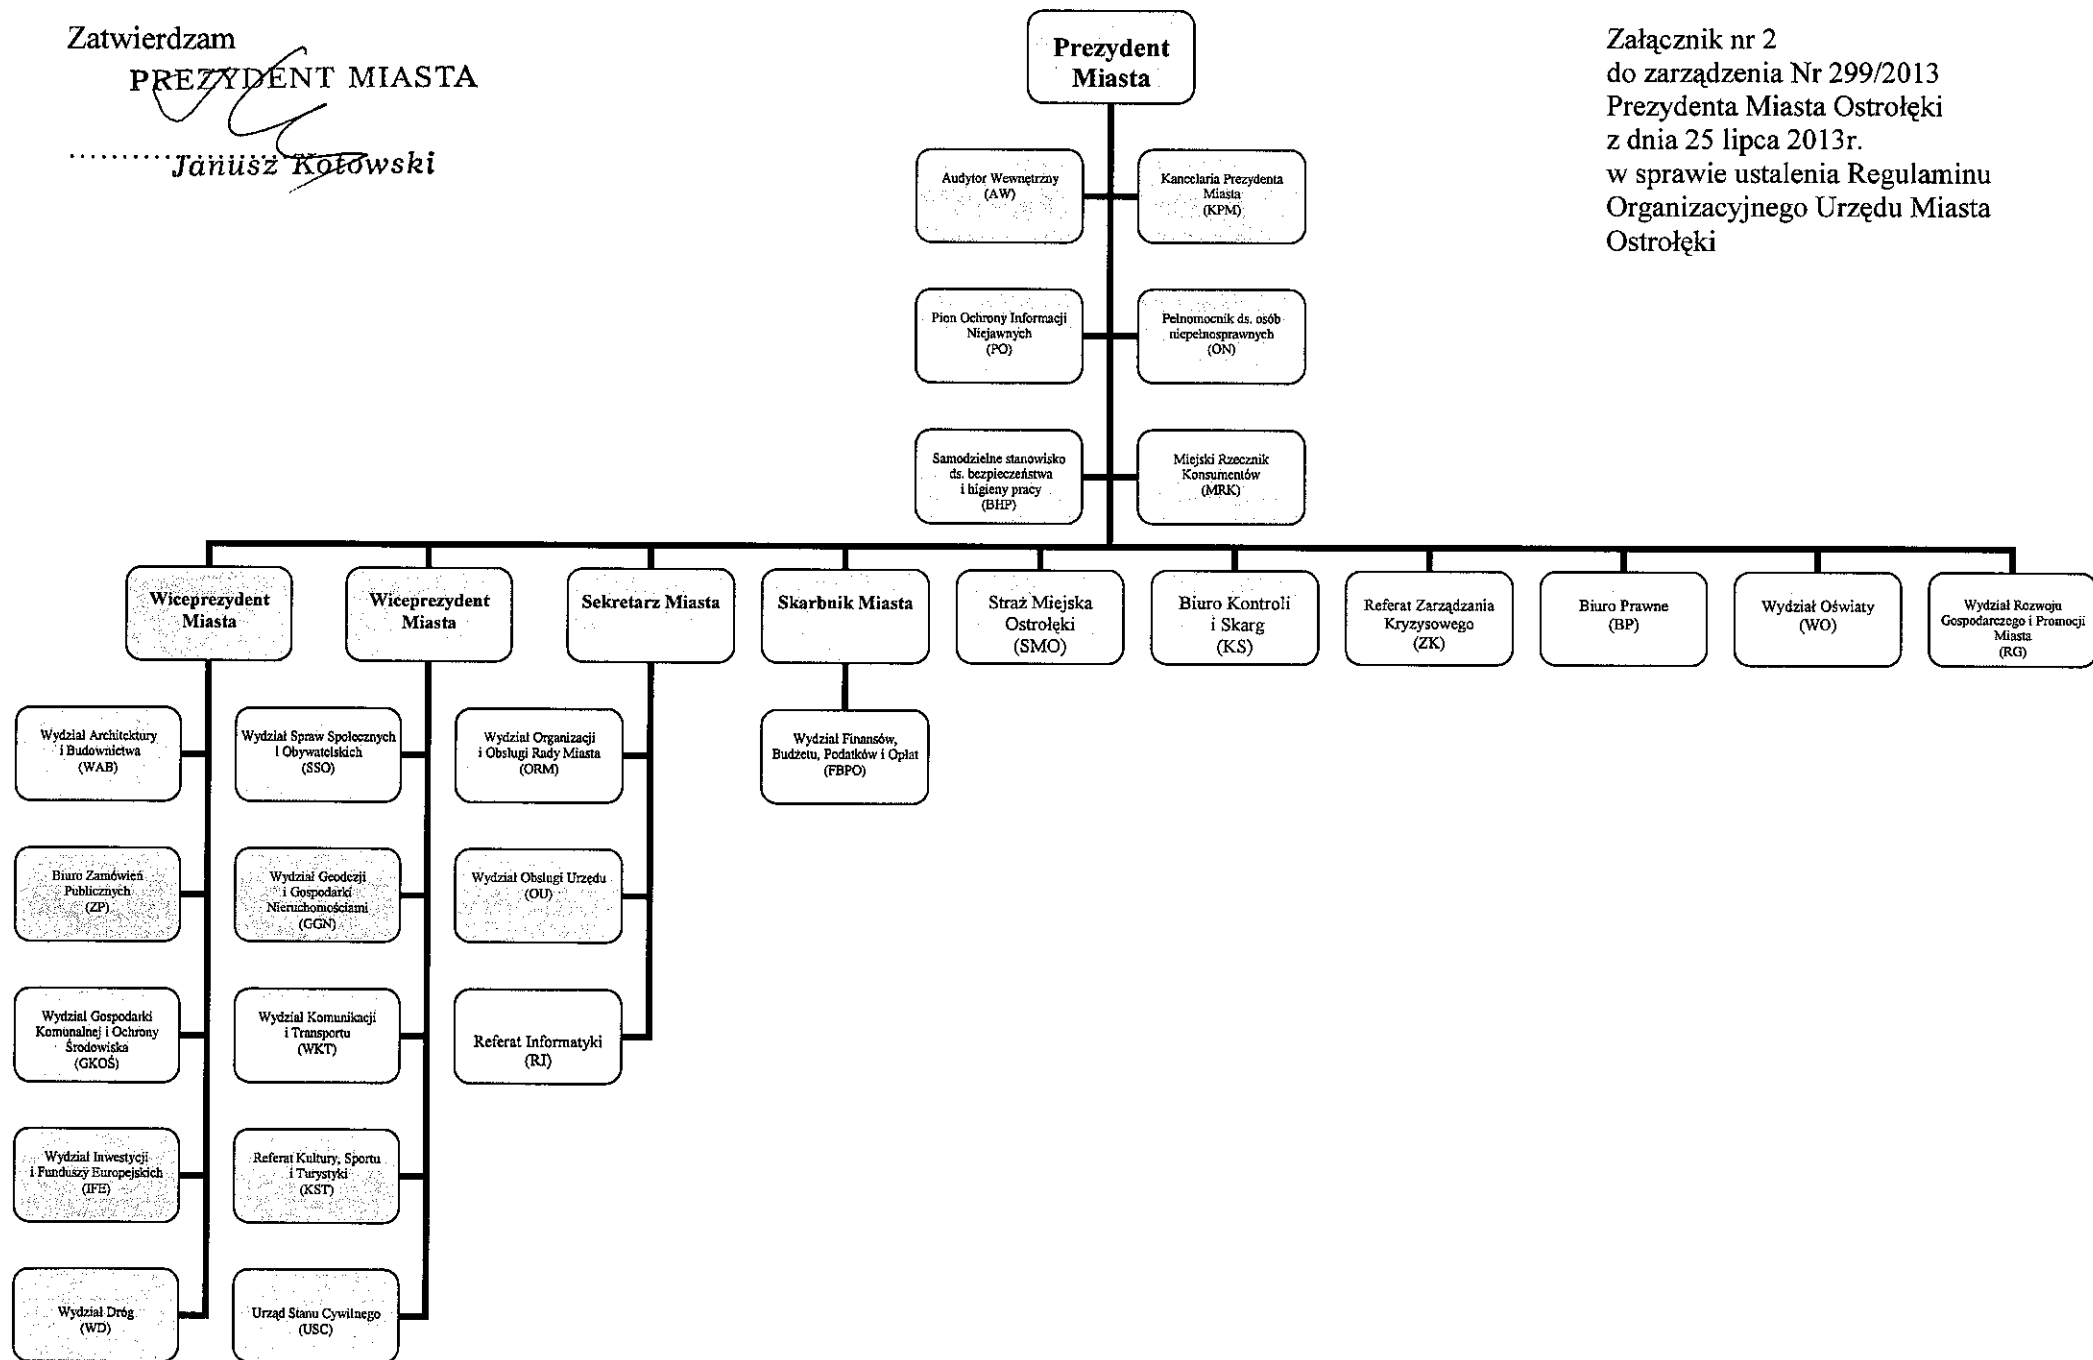 Zatwierdzam
PREZYDENT MIASTA
Janusz Kotowski
Załącznik nr 2
do zarządzenia Nr 299/2013
Prezydenta Miasta Ostrołęki
z dnia 25 lipca 2013r.
w sprawie ustalenia Regulaminu
Organizacyjnego Urzędu Miasta
Ostrołęki
Prezydent
Miasta
Audytor Wewnętrzny
(AW)
Kancelaria Prezydenta
Miasta
(KPM)
Pion Ochrony Informacji
Niejawnych
(PO)
Pełnomocnik ds. osób
niepełnosprawnych
(ON)
Samodzielne stanowisko
ds. bezpieczeństwa
i higieny pracy
(BHP)
Miejski Rzecznik
Konsumentów
(MRK)
Wiceprezydent
Miasta
Wiceprezydent
Miasta
Sekretarz Miasta
Skarbnik Miasta
Straż Miejska
Ostrołęki
(SMO)
Biuro Kontroli
i Skarg
(KS)
Referat Zarządzania
Kryzysowego
(ZK)
Biuro Prawne
(BP)
Wydział Oświaty
(WO)
Wydział Rozwoju
Gospodarczego i Promocji
Miasta
(RG)
Wydział Architektury
i Budownictwa
(WAB)
Wydział Spraw Społecznych
i Obywatelskich
(SSO)
Wydział Organizacji
i Obsługi Rady Miasta
(ORM)
Wydział Finansów,
Budżetu, Podatków i Opłat
(FBPO)
Biuro Zamówień
Publicznych
(ZP)
Wydział Geodezji
i Gospodarki
Nieruchomościami
(GGN)
Wydział Obsługi Urzędu
(OU)
Wydział Gospodarki
Komunalnej i Ochrony
Środowiska
(GKOŚ)
Wydział Komunikacji
i Transportu
(WKT)
Referat Informatyki
(RI)
Wydział Inwestycji
i Funduszy Europejskich
(IFE)
Referat Kultury, Sportu
i Turystyki
(KST)
Wydział Dróg
(WD)
Urząd Stanu Cywilnego
(USC)